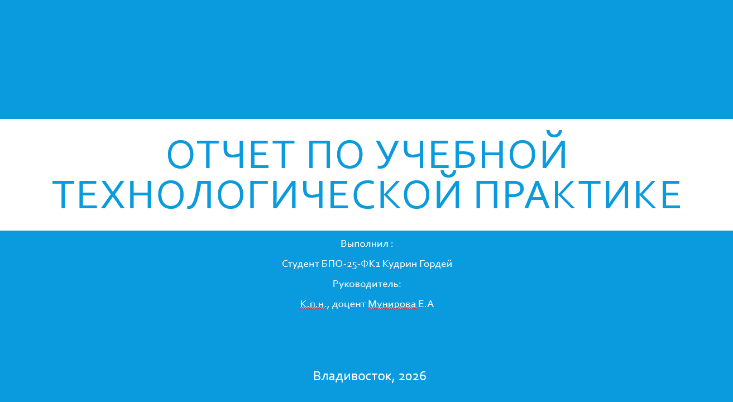 ОТЧЕТ ПО УЧЕБНОЙ
ТЕХНОЛОГИЧЕСКОЙ ПРАКТИКЕ
Выполнил :
Студент БПО-25-ФК1 Кудрин Гордей
Руководитель:
К.п.н., доцент Мунирова Е.А
Владивосток, 2026